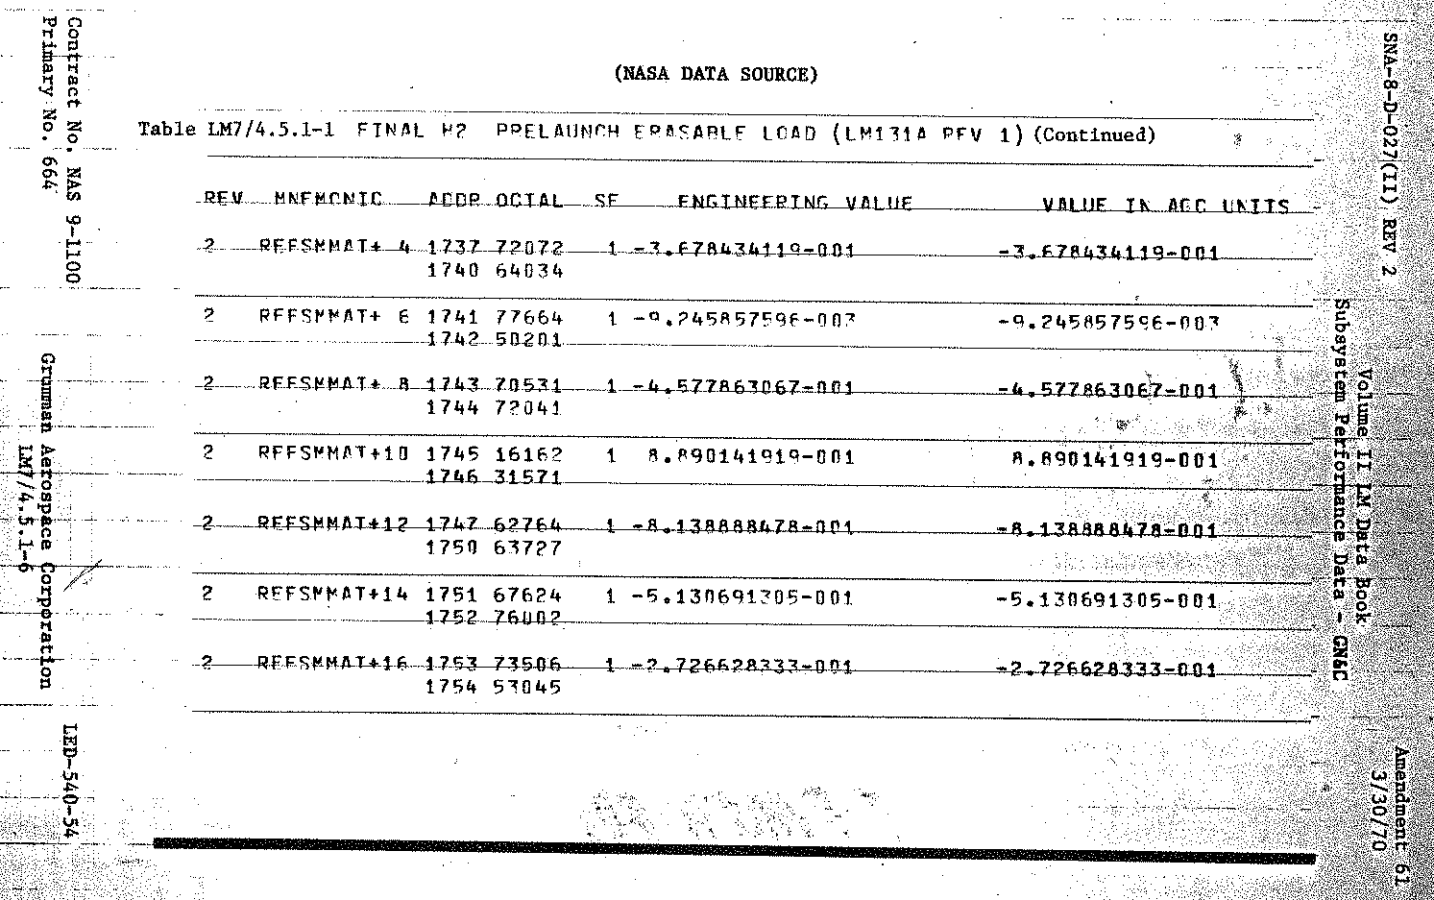 (NASA DATA SOURCE)
Table LM7/4.5.1-1 FINAL H2 PRELAUNCH ERASABLE LOAD (LM131A REV 1) (Continued)
REV MNEMONIC ADDR OCTAL SF ENGINEERING VALUE VALUE IN AGC UNITS
2 REFSMMAT+ 4 1737 72072 1 -3.678434119-001 -3.678434119-001
1740 64034
2 REFSMMAT+ 6 1741 77664 1 -9.245857596-003 -9.245857596-003
1742 50201
2 REFSMMAT+ 8 1743 70531 1 -4.577863067-001 -4.577863067-001
1744 72041
2 REFSMMAT+10 1745 16162 1 8.890141919-001 8.890141919-001
1746 31571
2 REFSMMAT+12 1747 62764 1 -8.138888478-001 -8.138888478-001
1750 63727
2 REFSMMAT+14 1751 67624 1 -5.130691305-001 -5.130691305-001
1752 76002
2 REFSMMAT+16 1753 73506 1 -2.726628333-001 -2.726628333-001
1754 53045
SNA-8-D-027(II) REV 2
Volume II LM Data Book
Subsystem Performance Data - GN&C
Amendment 61
3/30/70
Contract No. NAS 9-1100
Primary No. 664
Grumman Aerospace Corporation
LM7/4.5.1-6
LED-540-54